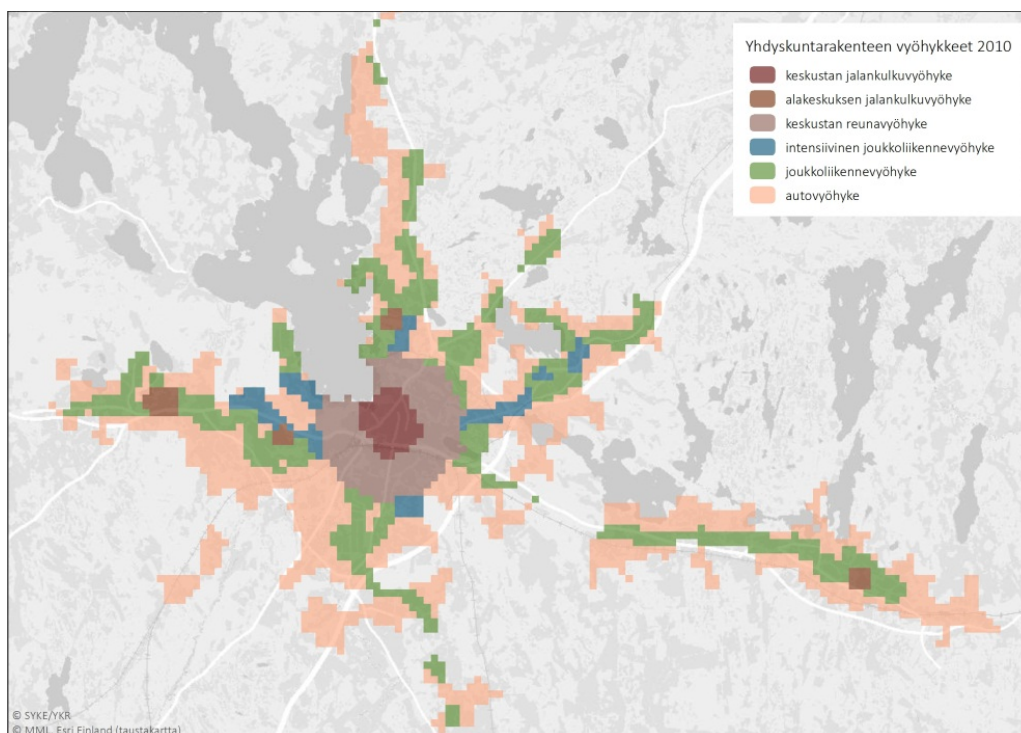 Yhdyskuntarakenteen vyöhykkeet 2010
keskustan jalankulkuvyöhyke
alakeskuksen jalankulkuvyöhyke
keskustan reunavyöhyke
intensiivinen joukkoliikennevyöhyke
joukkoliikennevyöhyke
autovyöhyke
© SYKE/YKR
© MML, Esri Finland (taustakartta)